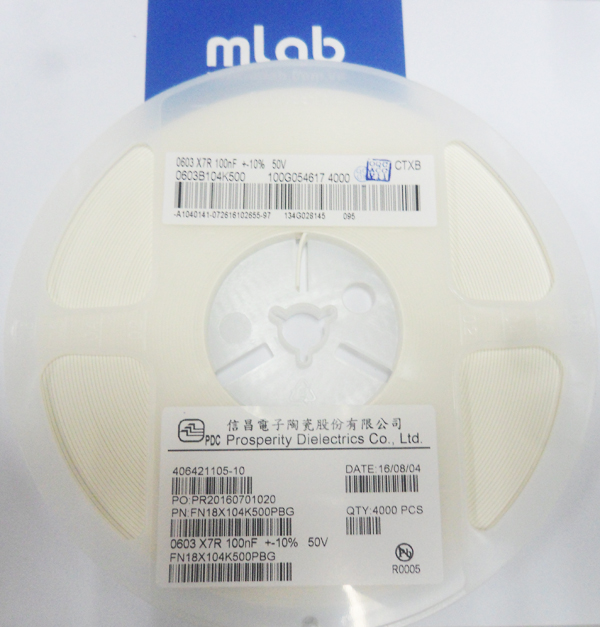 mlab
0603 X7R 100nF +-10% 50V
CTXB
0603B104K500 100G054617 4000
-A1040141-072616102655-97 134G028145 095
信昌電子陶瓷股份有限公司
PDC Prosperity Dielectrics Co., Ltd.
406421105-10
DATE:16/08/04
PO:PR20160701020
PN:FN18X104K500PBG
QTY:4000 PCS
0603 X7R 100nF +-10% 50V
FN18X104K500PBG
Pb
R0005